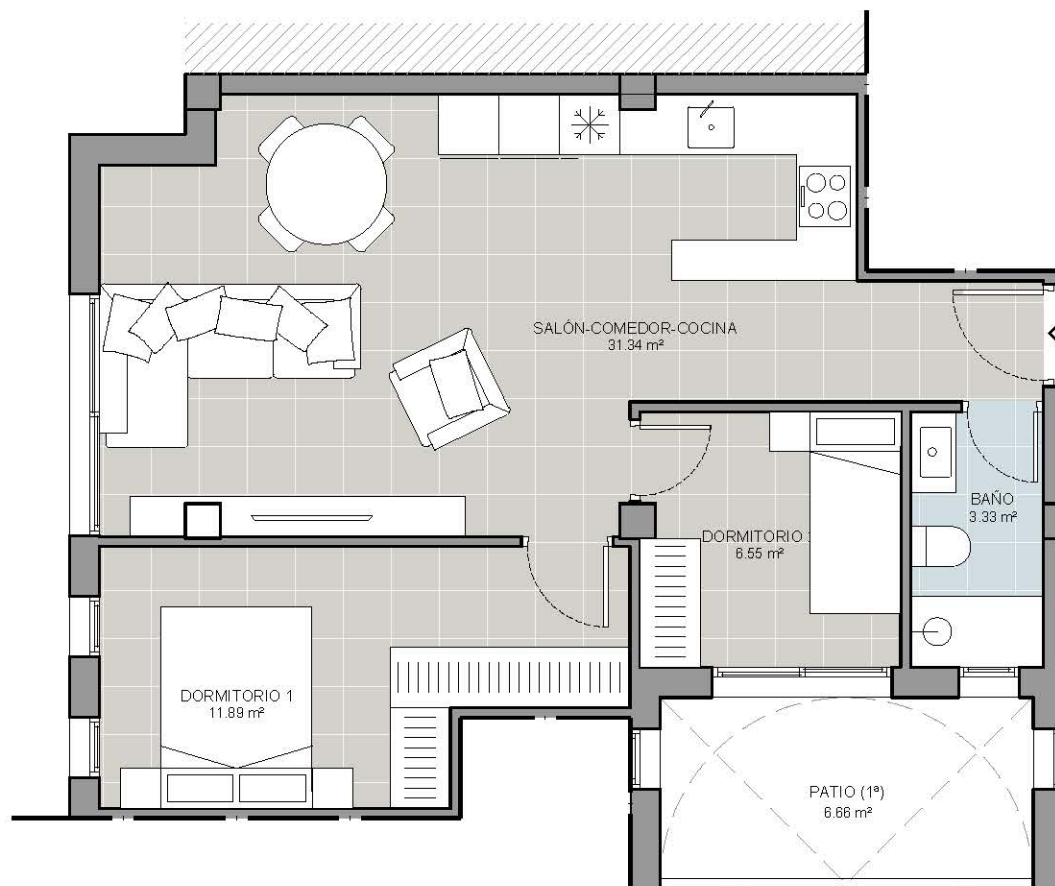 SALÓN-COMEDOR-COCINA
31.34 m²
BAÑO
3.33 m²
DORMITORIO
6.55 m²
DORMITORIO 1
11.89 m²
PATIO (1ª)
6.66 m²